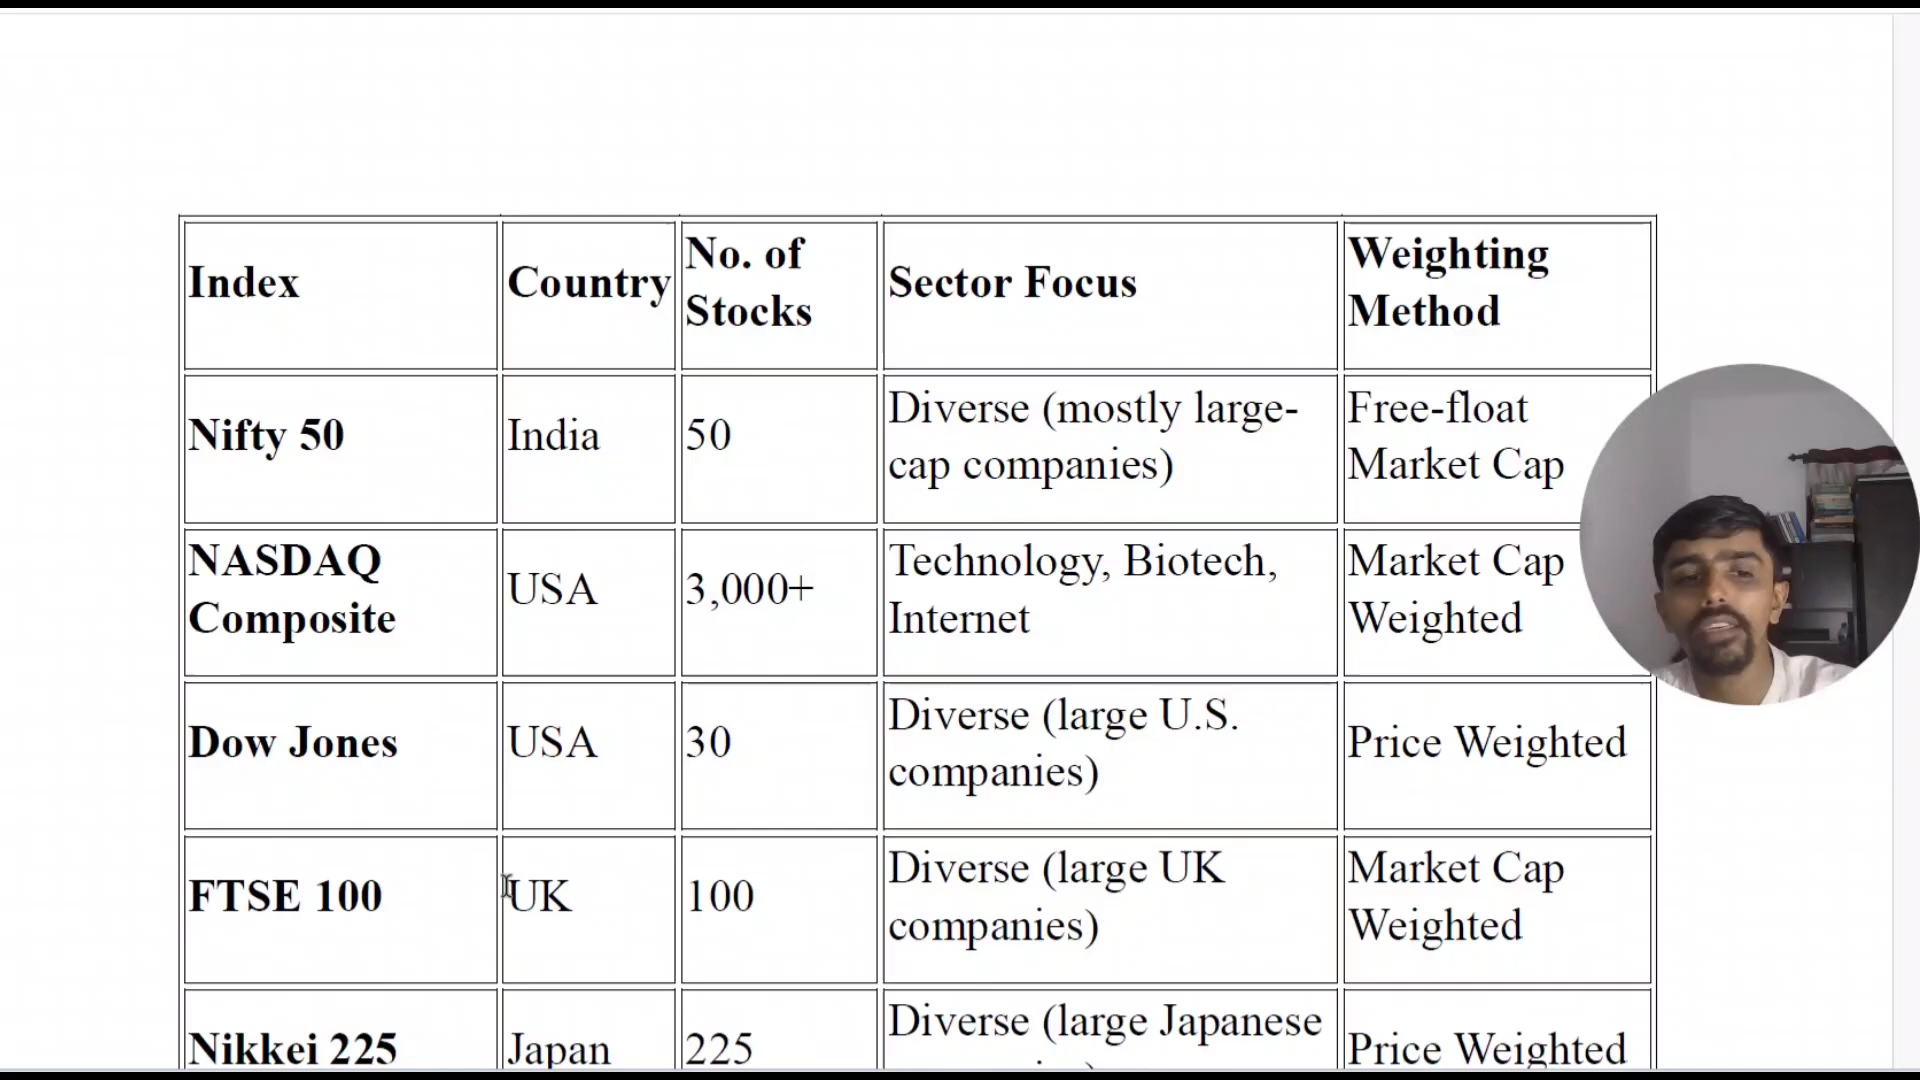 Index
Country
No. of
Stocks
Sector Focus
Weighting
Method
Nifty 50
India
50
Diverse (mostly large-
cap companies)
Free-float
Market Cap
NASDAQ
Composite
USA
3,000+
Technology, Biotech,
Internet
Market Cap
Weighted
Dow Jones
USA
30
Diverse (large U.S.
companies)
Price Weighted
FTSE 100
UK
100
Diverse (large UK
companies)
Market Cap
Weighted
Nikkei 225
Japan
225
Diverse (large Japanese
Price Weighted